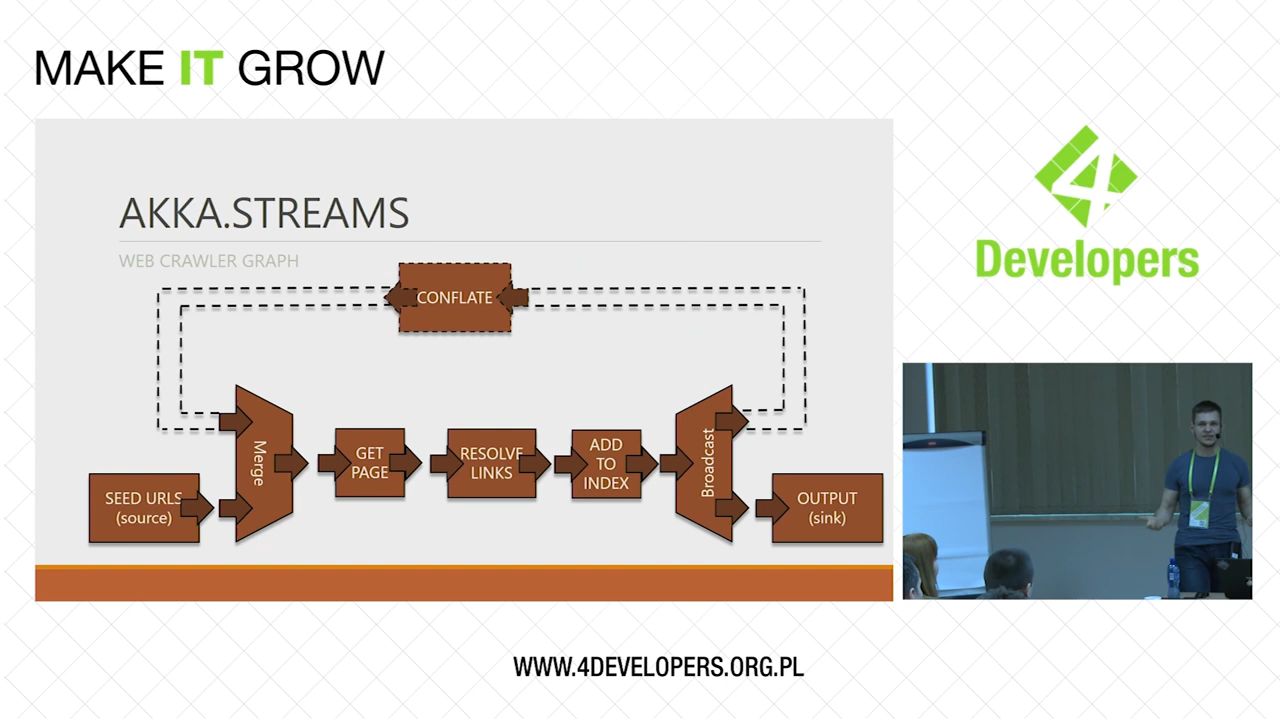 MAKE IT GROW
AKKA.STREAMS
WEB CRAWLER GRAPH
CONFLATE
Merge
GET
PAGE
RESOLVE
LINKS
ADD
TO
INDEX
Broadcast
SEED URLS
(source)
OUTPUT
(sink)
4
Developers
WWW.4DEVELOPERS.ORG.PL